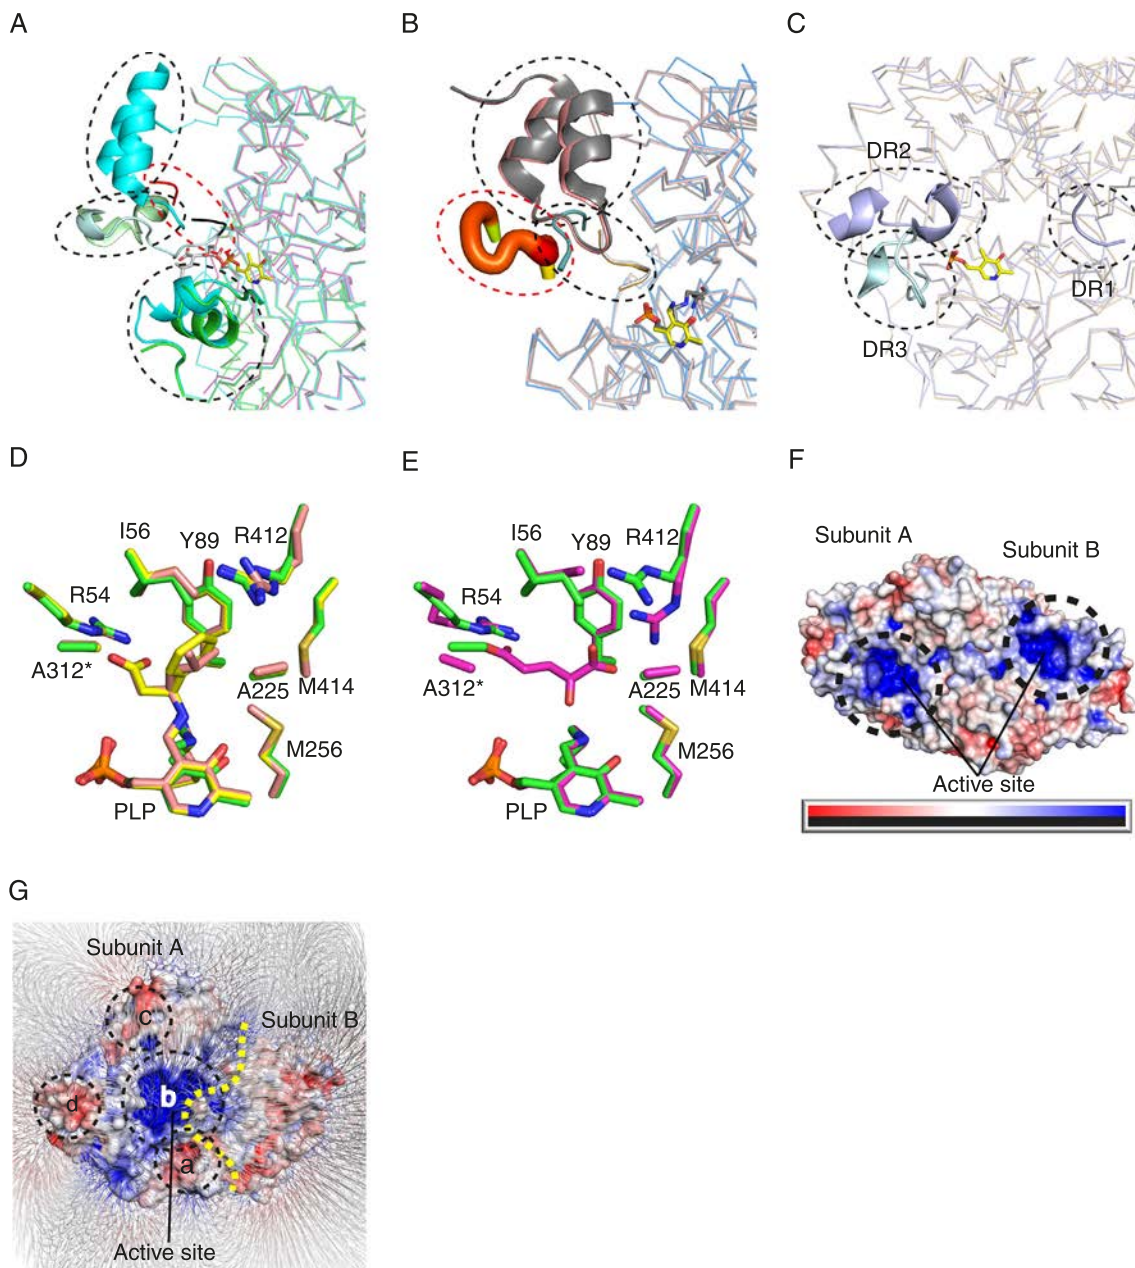 A
B
C
DR2
DR1
DR3
D
E
F
I56
Y89
R412
R54
A312*
A225
M414
M256
PLP
I56
Y89
R412
R54
A312*
A225
M414
M256
PLP
Subunit A
Subunit B
Active site
G
Subunit A
Subunit B
c
b
d
a
Active site